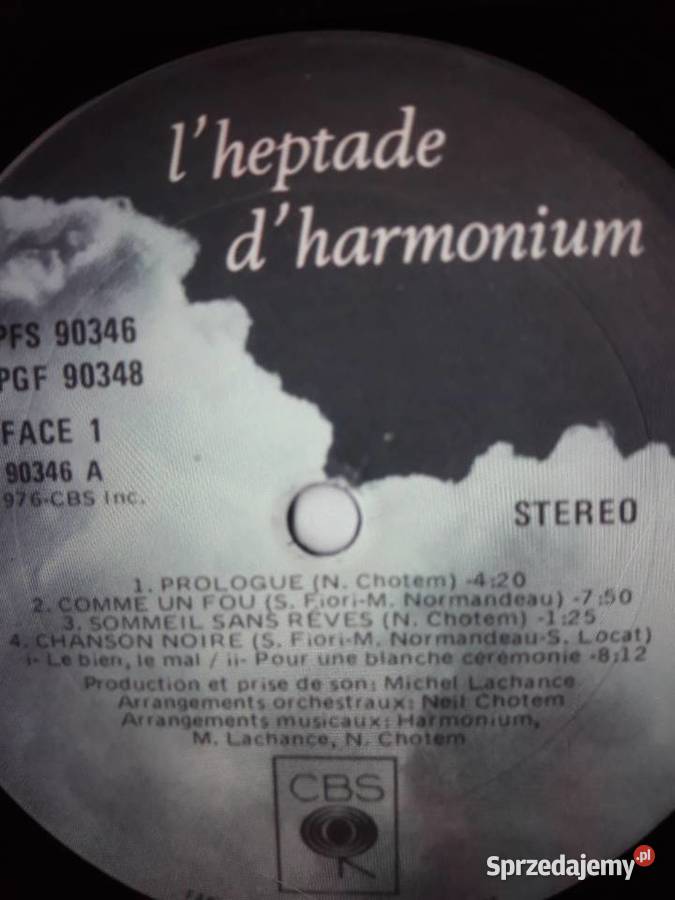 l'heptade
d'harmonium
PFS 90346
PGF 90348
FACE 1
90346 A
976-CBS Inc.
STEREO
1. PROLOGUE (N. Chotem) -4:20
2. COMME UN FOU (S. Fiori-M. Normandeau) -7:50
3. SOMMEIL SANS RÊVES (N. Chotem) -1:25
4. CHANSON NOIRE (S. Fiori-M. Normandeau-S. Locat)
i- Le bien, le mal / ii- Pour une blanche cérémonie -8:12
Production et prise de son: Michel Lachance
Arrangements orchestraux: Neil Chotem
Arrangements musicaux: Harmonium,
M. Lachance, N. Chotem
CBS
Sprzedajemy.pl